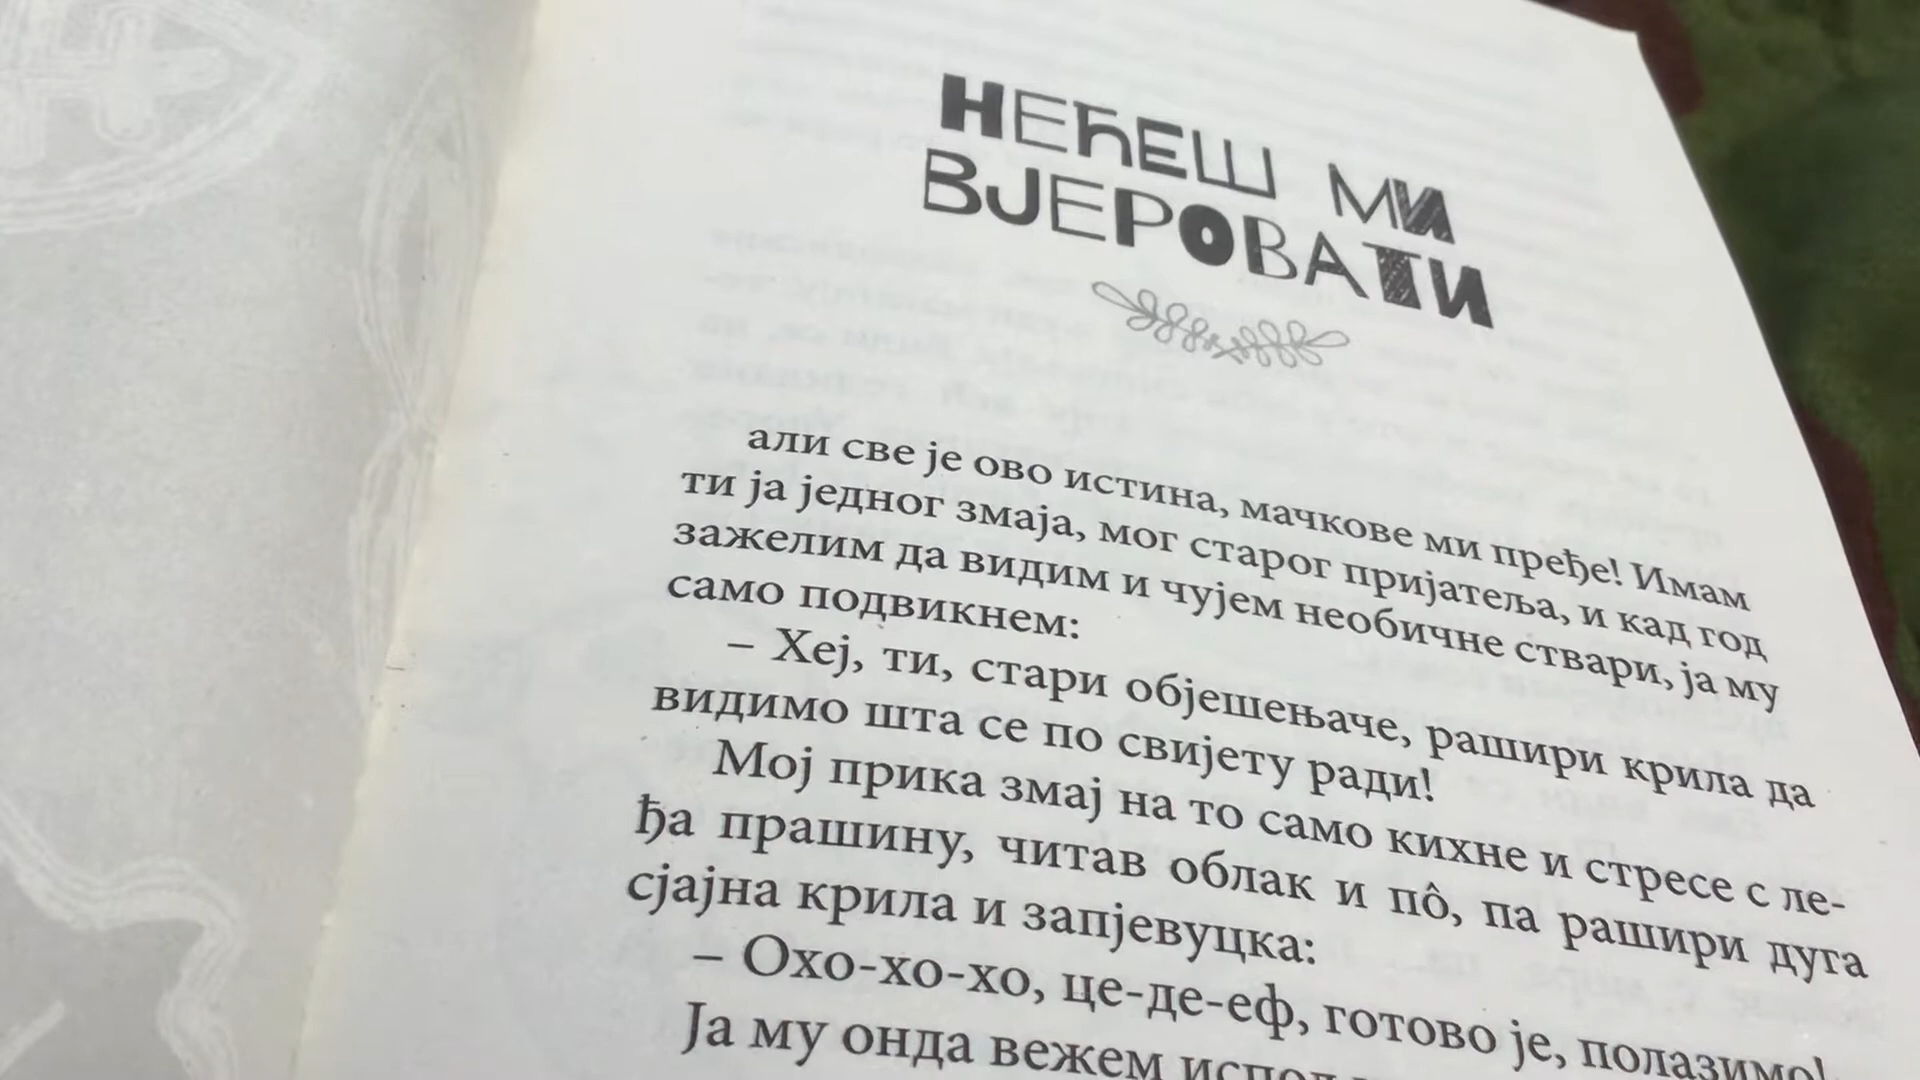 НЕЋЕШ МИ
ВЈЕРОВАТИ
али све је ово истина, мачкове ми пређе! Имам
ти ја једног змаја, мог старог пријатеља, и кад год
зажелим да видим и чујем необичне ствари, ја му
само подвикнем:
– Хеј, ти, стари објешењаче, рашири крила да
видимо шта се по свијету ради!
Мој прика змај на то само кихне и стресе с ле-
ђа прашину, читав облак и пô, па рашири дуга
сјајна крила и запјевуцка:
– Охо-хо-хо, це-де-еф, готово је, полазимо!
Ја му онда вежем